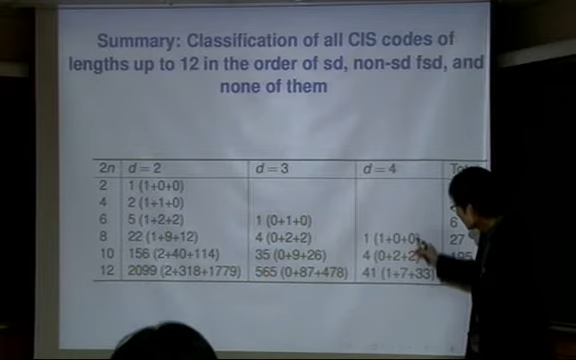 Summary: Classification of all CIS codes of
lengths up to 12 in the order of sd, non-sd fsd, and
none of them
2n d = 2 d = 3 d = 4
2 1 (1+0+0)
4 2 (1+1+0)
6 5 (1+2+2) 1 (0+1+0) 6
8 22 (1+9+12) 4 (0+2+2) 1 (1+0+0) 27
10 156 (2+40+114) 35 (0+9+26) 4 (0+2+2) 195
12 2099 (2+318+1779) 565 (0+87+478) 41 (1+7+33)